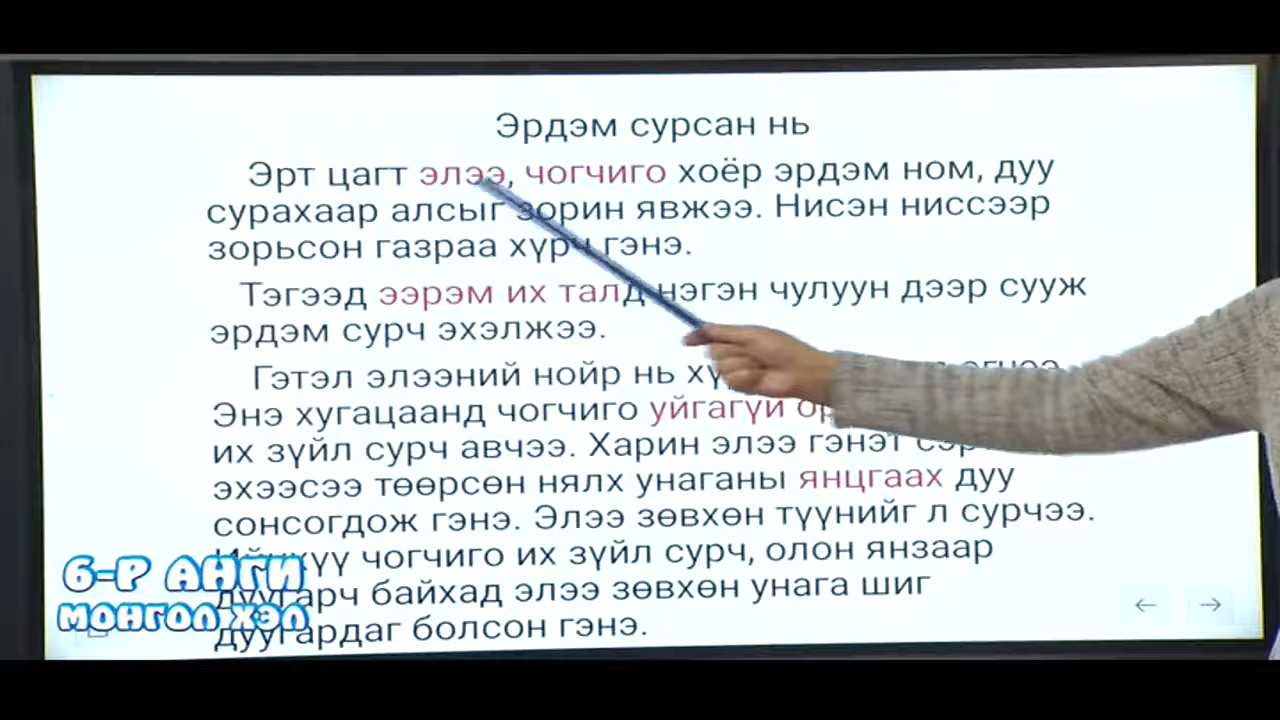 Эрдэм сурсан нь
Эрт цагт элээ, чогчиго хоёр эрдэм ном, дуу
сурахаар алсыг зорин явжээ. Нисэн ниссээр
зорьсон газраа хүрч гэнэ.
Тэгээд ээрэм их талд нэгэн чулуун дээр сууж
эрдэм сурч эхэлжээ.
Гэтэл элээний нойр нь
Энэ хугацаанд чогчиго уйгагүй
их зүйл сурч авчээ. Харин элээ гэнэт
эхээсээ төөрсөн нялх унаганы янцгаах дуу
сонсогдож гэнэ. Элээ зөвхөн түүнийг л сурчээ.
чогчиго их зүйл сурч, олон янзаар
дуугарч байхад элээ зөвхөн унага шиг
дуугардаг болсон гэнэ.
6-Р АНГИ
МОНГОЛ ХЭЛ